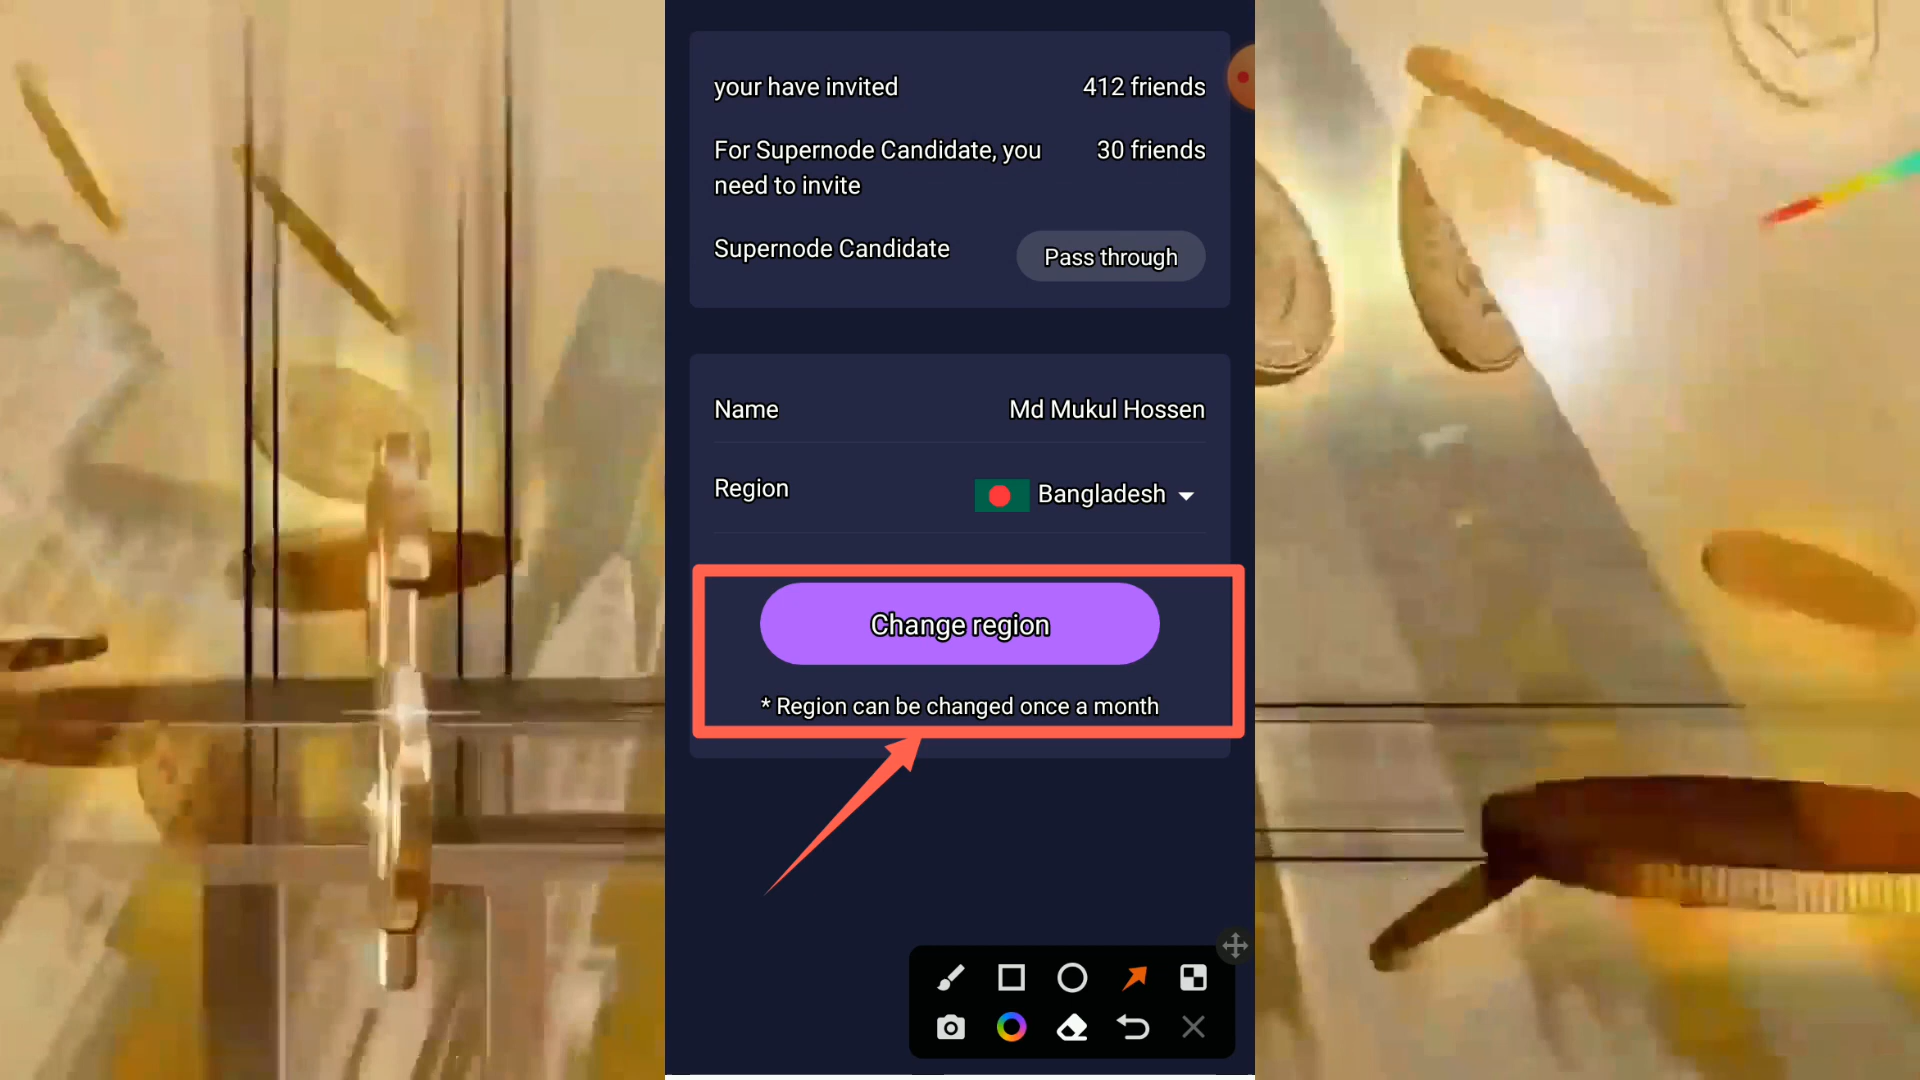 your have invited 412 friends
For Supernode Candidate, you 30 friends
need to invite
Supernode Candidate Pass through
Name Md Mukul Hossen
Region Bangladesh
Change region
* Region can be changed once a month